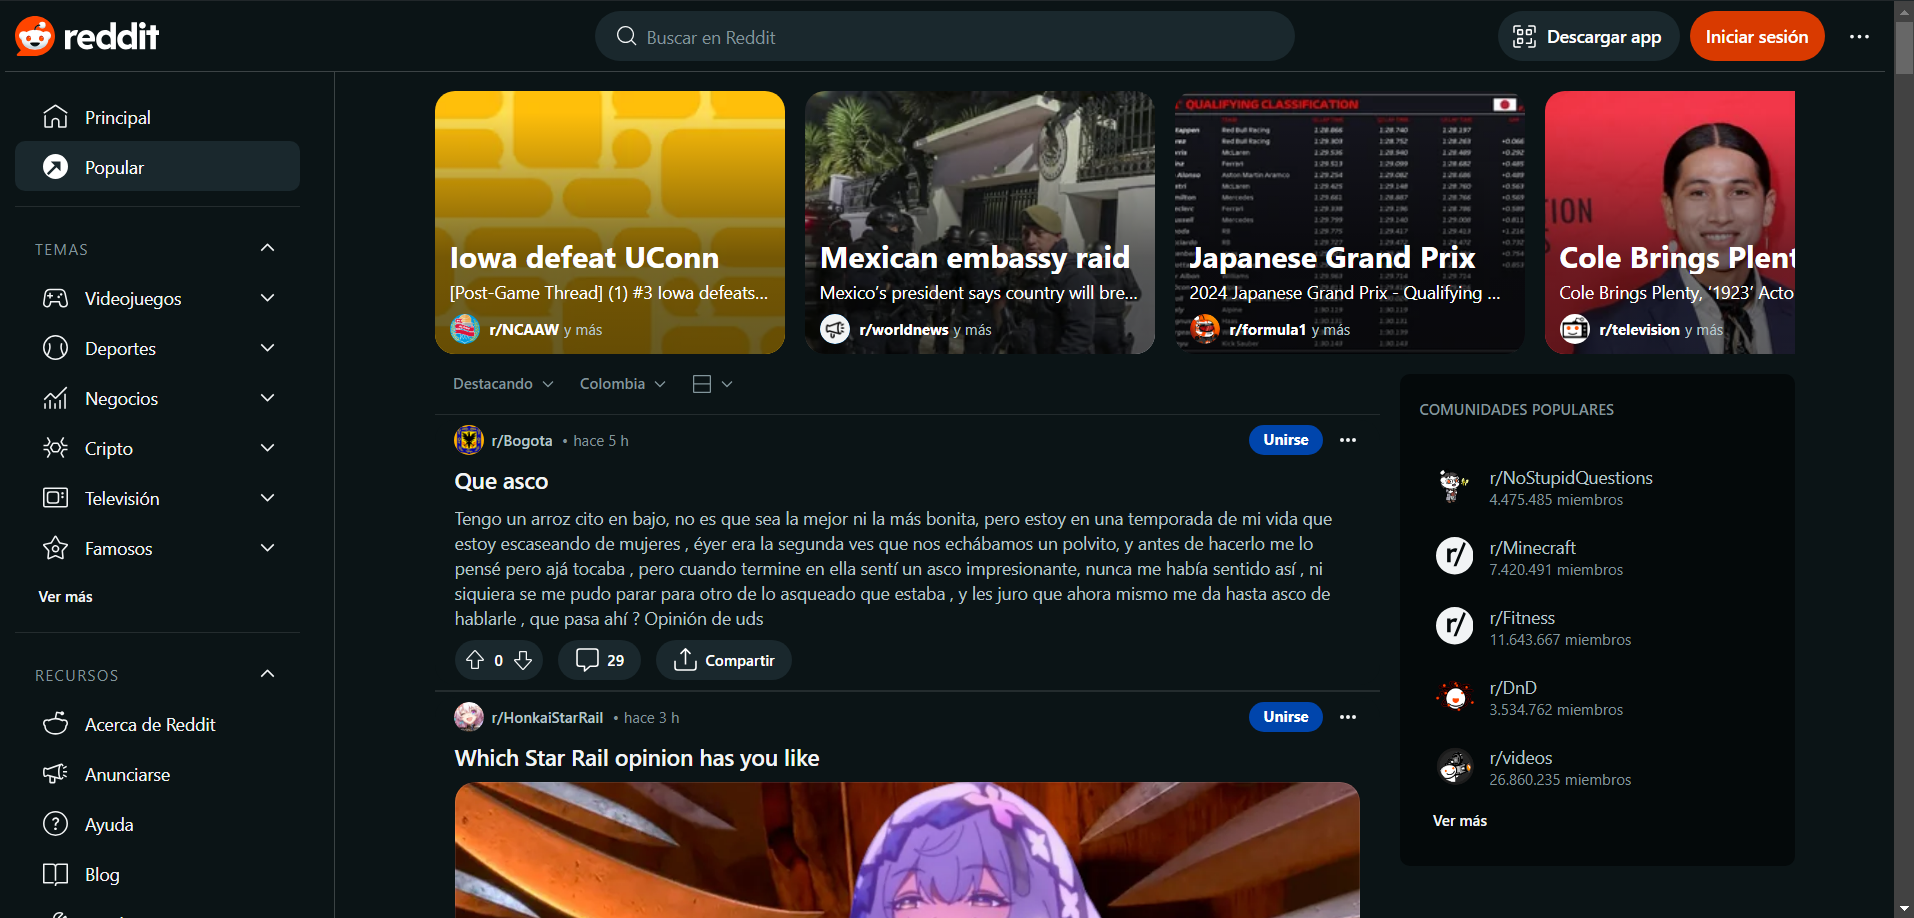 reddit
Buscar en Reddit
Descargar app
Iniciar sesión
Principal
Popular
TEMAS
Videojuegos
Deportes
Negocios
Cripto
Televisión
Famosos
Ver más
RECURSOS
Acerca de Reddit
Anunciarse
Ayuda
Blog
Iowa defeat UConn
[Post-Game Thread] (1) #3 Iowa defeats...
r/NCAAW y más
Mexican embassy raid
Mexico’s president says country will bre...
r/worldnews y más
QUALIFYING CLASSIFICATION
Japanese Grand Prix
2024 Japanese Grand Prix - Qualifying ...
r/formula1 y más
Cole Brings Plent
Cole Brings Plenty, ‘1923’ Acto
r/television y más
Destacando
Colombia
r/Bogota • hace 5 h
Unirse
Que asco
Tengo un arroz cito en bajo, no es que sea la mejor ni la más bonita, pero estoy en una temporada de mi vida que
estoy escaseando de mujeres , éyer era la segunda ves que nos echábamos un polvito, y antes de hacerlo me lo
pensé pero ajá tocaba , pero cuando termine en ella sentí un asco impresionante, nunca me había sentido así , ni
siquiera se me pudo parar para otro de lo asqueado que estaba , y les juro que ahora mismo me da hasta asco de
hablarle , que pasa ahí ? Opinión de uds
0
29
Compartir
r/HonkaiStarRail • hace 3 h
Unirse
Which Star Rail opinion has you like
COMUNIDADES POPULARES
r/NoStupidQuestions
4.475.485 miembros
r/
r/Minecraft
7.420.491 miembros
r/
r/Fitness
11.643.667 miembros
r/DnD
3.534.762 miembros
r/videos
26.860.235 miembros
Ver más